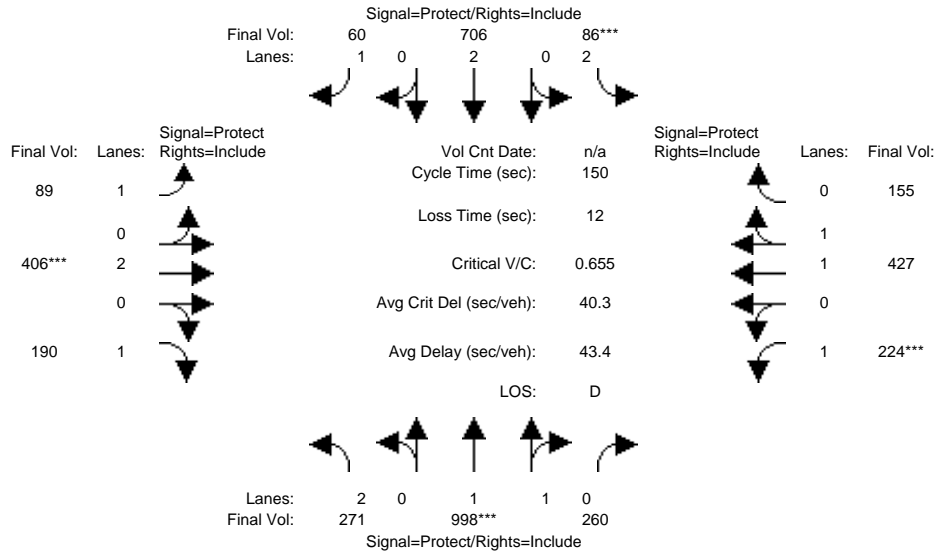 Signal=Protect/Rights=Include
Final Vol: 60 706 86***
Lanes: 1 0 2 0 2
Signal=Protect Signal=Protect
Final Vol: Lanes: Rights=Include Vol Cnt Date: n/a Rights=Include Lanes: Final Vol:
Cycle Time (sec): 150
89 1 0 155
Loss Time (sec): 12
0 1
406*** 2 Critical V/C: 0.655 1 427
0 Avg Crit Del (sec/veh): 40.3 0
190 1 Avg Delay (sec/veh): 43.4 1 224***
LOS: D
Lanes: 2 0 1 1 0
Final Vol: 271 998*** 260
Signal=Protect/Rights=Include